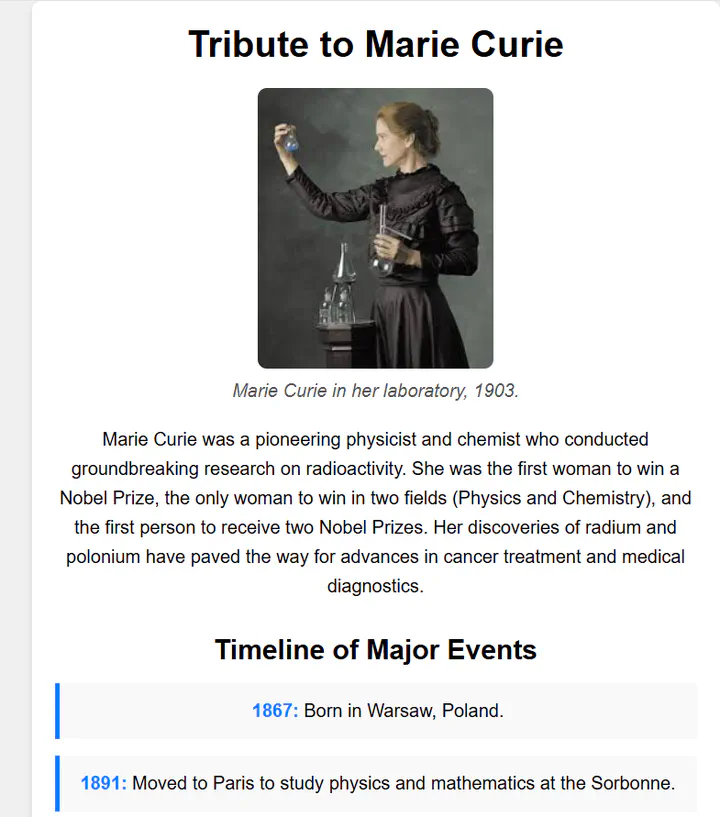 Tribute to Marie Curie
Marie Curie in her laboratory, 1903.
Marie Curie was a pioneering physicist and chemist who conducted
groundbreaking research on radioactivity. She was the first woman to win a
Nobel Prize, the only woman to win in two fields (Physics and Chemistry), and
the first person to receive two Nobel Prizes. Her discoveries of radium and
polonium have paved the way for advances in cancer treatment and medical
diagnostics.
Timeline of Major Events
1867: Born in Warsaw, Poland.
1891: Moved to Paris to study physics and mathematics at the Sorbonne.